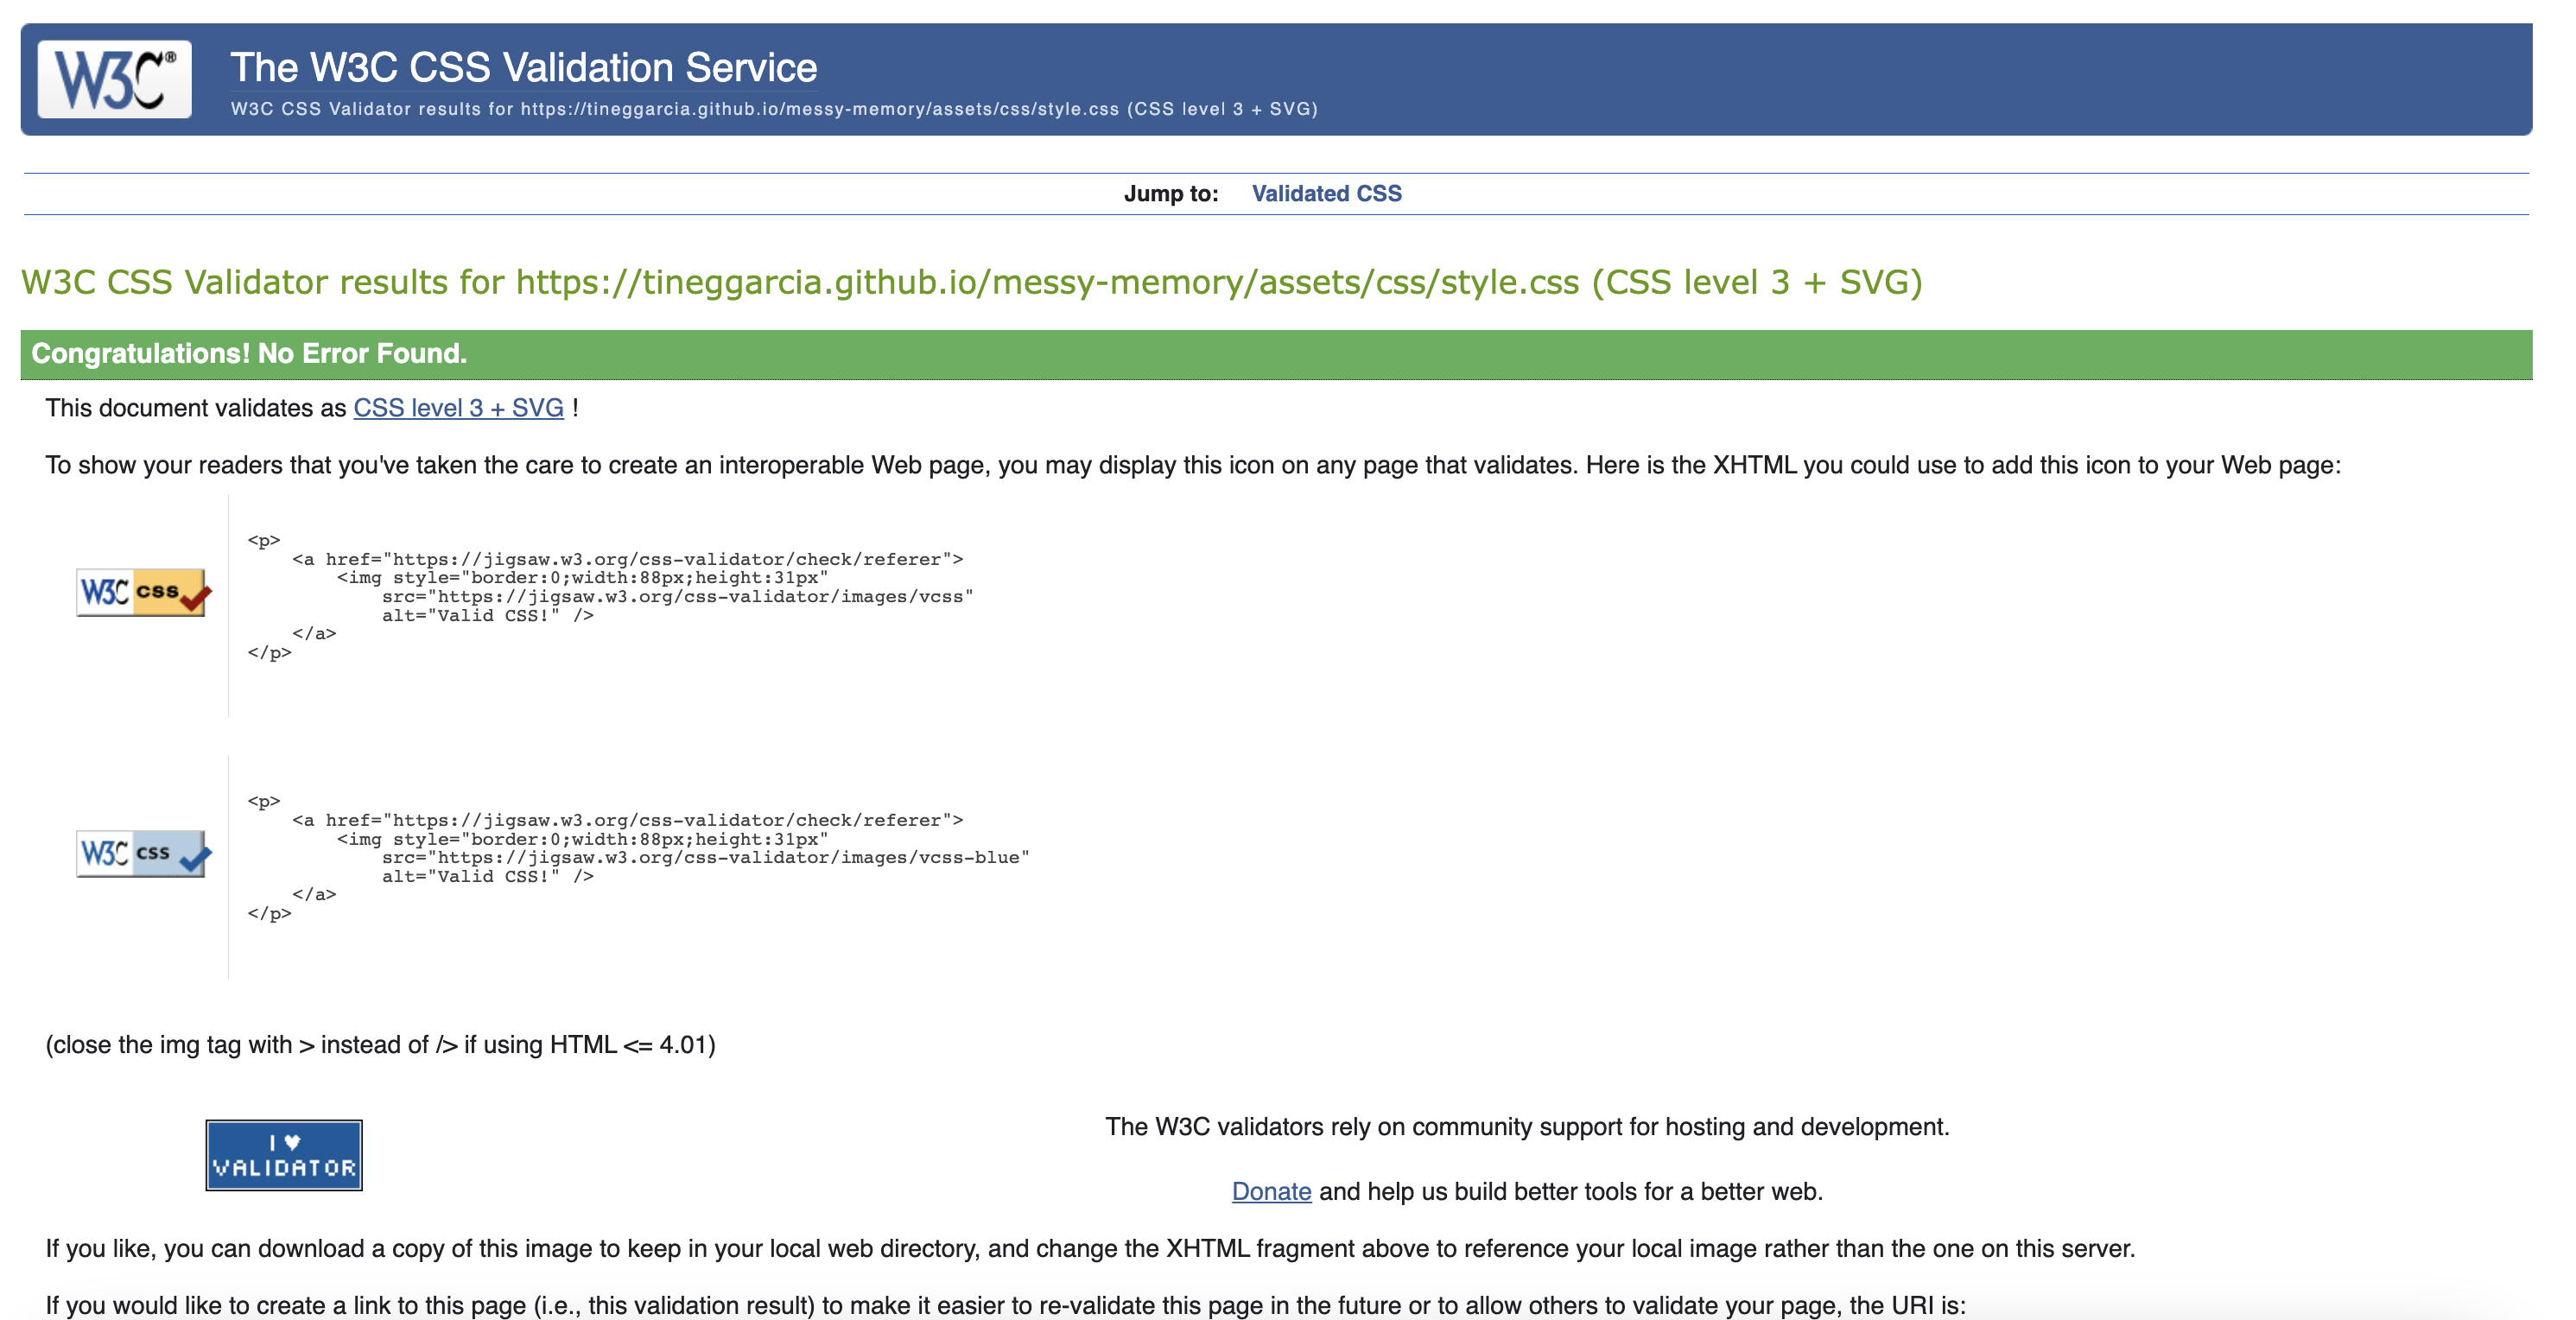 W3C®
The W3C CSS Validation Service
W3C CSS Validator results for https://tineggarcia.github.io/messy-memory/assets/css/style.css (CSS level 3 + SVG)
Jump to: Validated CSS
W3C CSS Validator results for https://tineggarcia.github.io/messy-memory/assets/css/style.css (CSS level 3 + SVG)
Congratulations! No Error Found.
This document validates as CSS level 3 + SVG !
To show your readers that you've taken the care to create an interoperable Web page, you may display this icon on any page that validates. Here is the XHTML you could use to add this icon to your Web page:
W3C css
<p>
    <a href="https://jigsaw.w3.org/css-validator/check/referer">
        <img style="border:0;width:88px;height:31px"
            src="https://jigsaw.w3.org/css-validator/images/vcss"
            alt="Valid CSS!" />
    </a>
</p>
W3C css
<p>
    <a href="https://jigsaw.w3.org/css-validator/check/referer">
        <img style="border:0;width:88px;height:31px"
            src="https://jigsaw.w3.org/css-validator/images/vcss-blue"
            alt="Valid CSS!" />
    </a>
</p>
(close the img tag with > instead of /> if using HTML <= 4.01)
I ♥
VALIDATOR
The W3C validators rely on community support for hosting and development.
Donate and help us build better tools for a better web.
If you like, you can download a copy of this image to keep in your local web directory, and change the XHTML fragment above to reference your local image rather than the one on this server.
If you would like to create a link to this page (i.e., this validation result) to make it easier to re-validate this page in the future or to allow others to validate your page, the URI is: